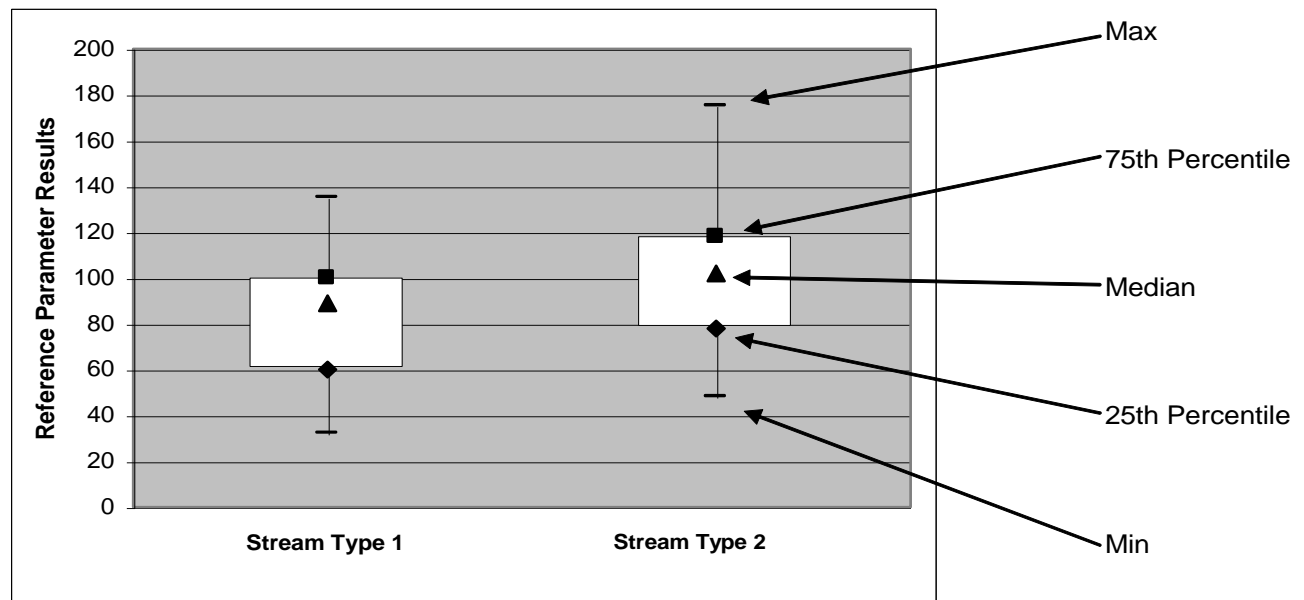 200
180
160
140
120
100
80
60
40
20
0
Reference Parameter Results
Stream Type 1
Stream Type 2
Max
75th Percentile
Median
25th Percentile
Min